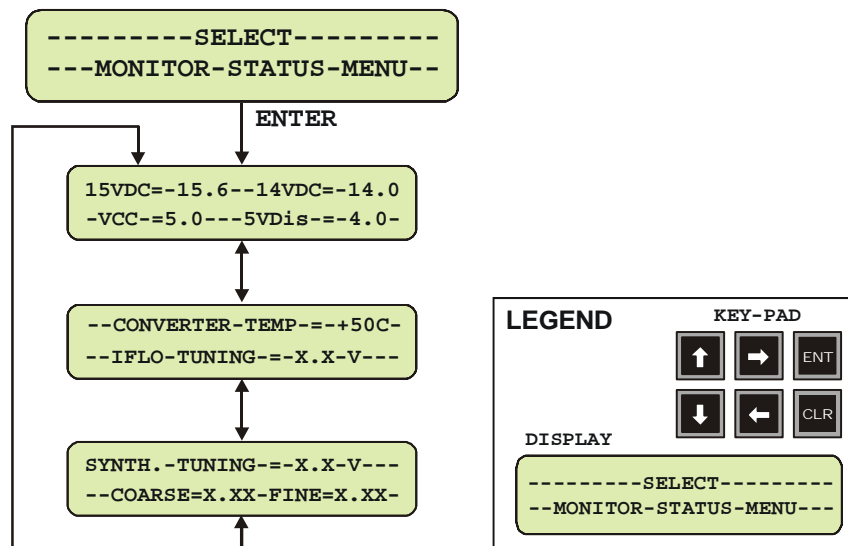 ---------SELECT---------
---MONITOR-STATUS-MENU--
ENTER
15VDC=-15.6--14VDC=-14.0
-VCC-=5.0---5VDis-=-4.0-
--CONVERTER-TEMP-=-+50C-
--IFLO-TUNING-=-X.X-V---
SYNTH.-TUNING-=-X.X-V---
--COARSE=X.XX-FINE=X.XX-
LEGEND
KEY-PAD
ENT
CLR
DISPLAY
---------SELECT---------
--MONITOR-STATUS-MENU---